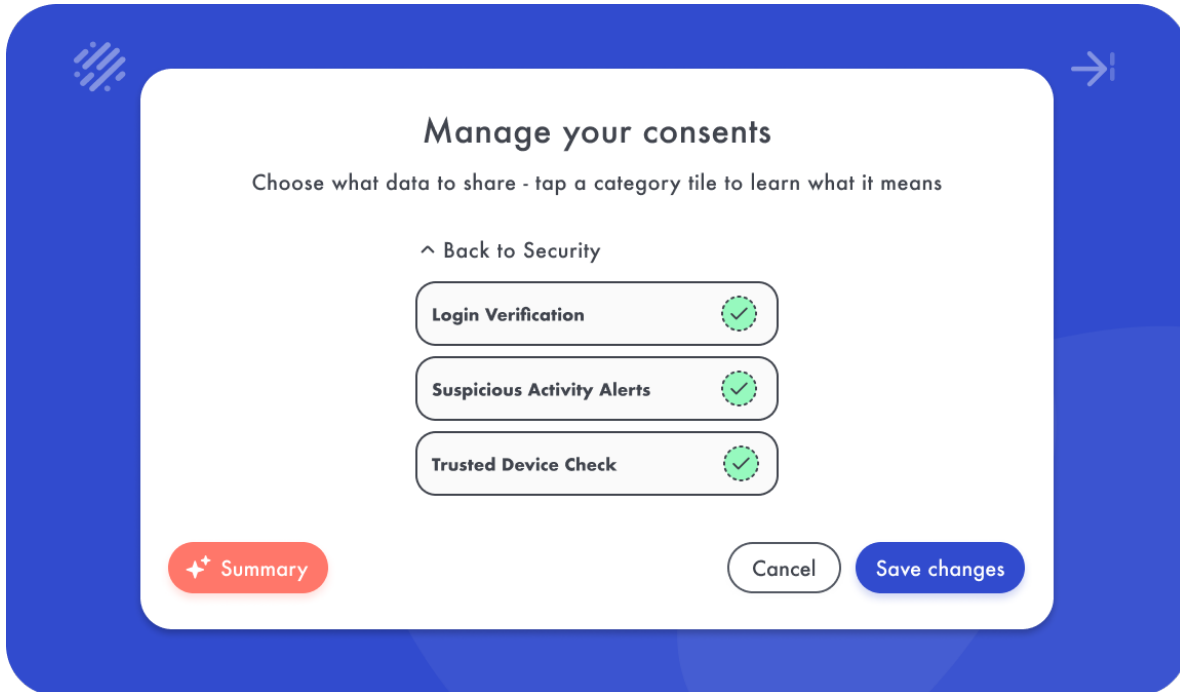 Manage your consents
Choose what data to share - tap a category tile to learn what it means
Back to Security
Login Verification
Suspicious Activity Alerts
Trusted Device Check
Summary
Cancel
Save changes